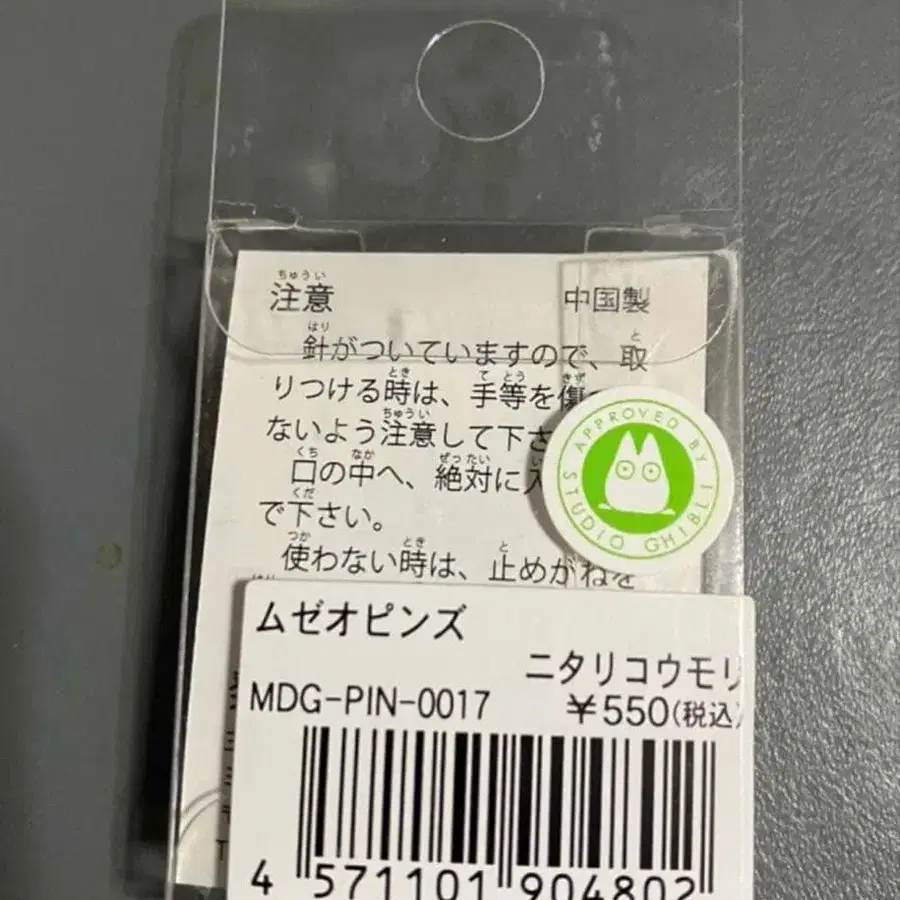 注意 中国製
針がついていますので、取
りつける時は、手等を傷
ないよう注意して下さ
口の中へ、絶対に入
で下さい。
使わない時は、止めがねを
APPROVED BY STUDIO GHIBLI
ムゼオピンズ
ニタリコウモリ
MDG-PIN-0017 ¥550(税込)
4 571101 904802